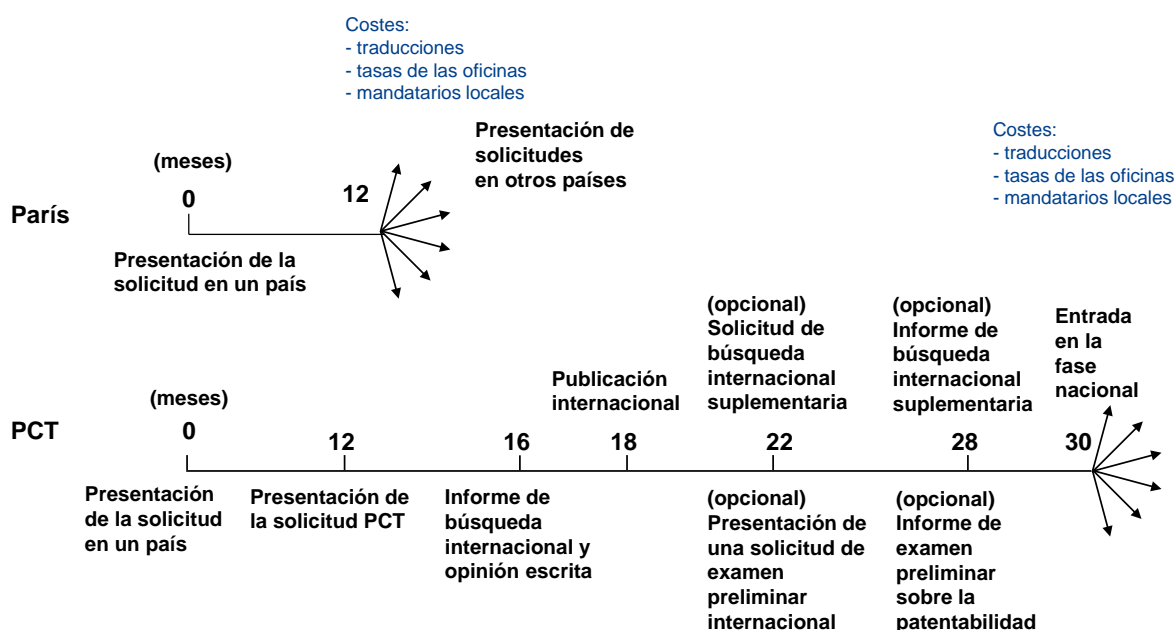 Costes:
- traducciones
- tasas de las oficinas
- mandatarios locales
Presentación de
solicitudes
en otros países
Costes:
- traducciones
- tasas de las oficinas
- mandatarios locales
(meses)
0
12
París
Presentación de la
solicitud en un país
(opcional)
Solicitud de
búsqueda
internacional
suplementaria
(opcional)
Informe de
búsqueda
internacional
suplementaria
Entrada
en la
fase
nacional
Publicación
internacional
(meses)
PCT
0
12
16
18
22
28
30
Presentación
de la solicitud
en un país
Presentación de
la solicitud PCT
Informe de
búsqueda
internacional y
opinión escrita
(opcional)
Presentación de
una solicitud de
examen
preliminar
internacional
(opcional)
Informe de
examen
preliminar
sobre la
patentabilidad